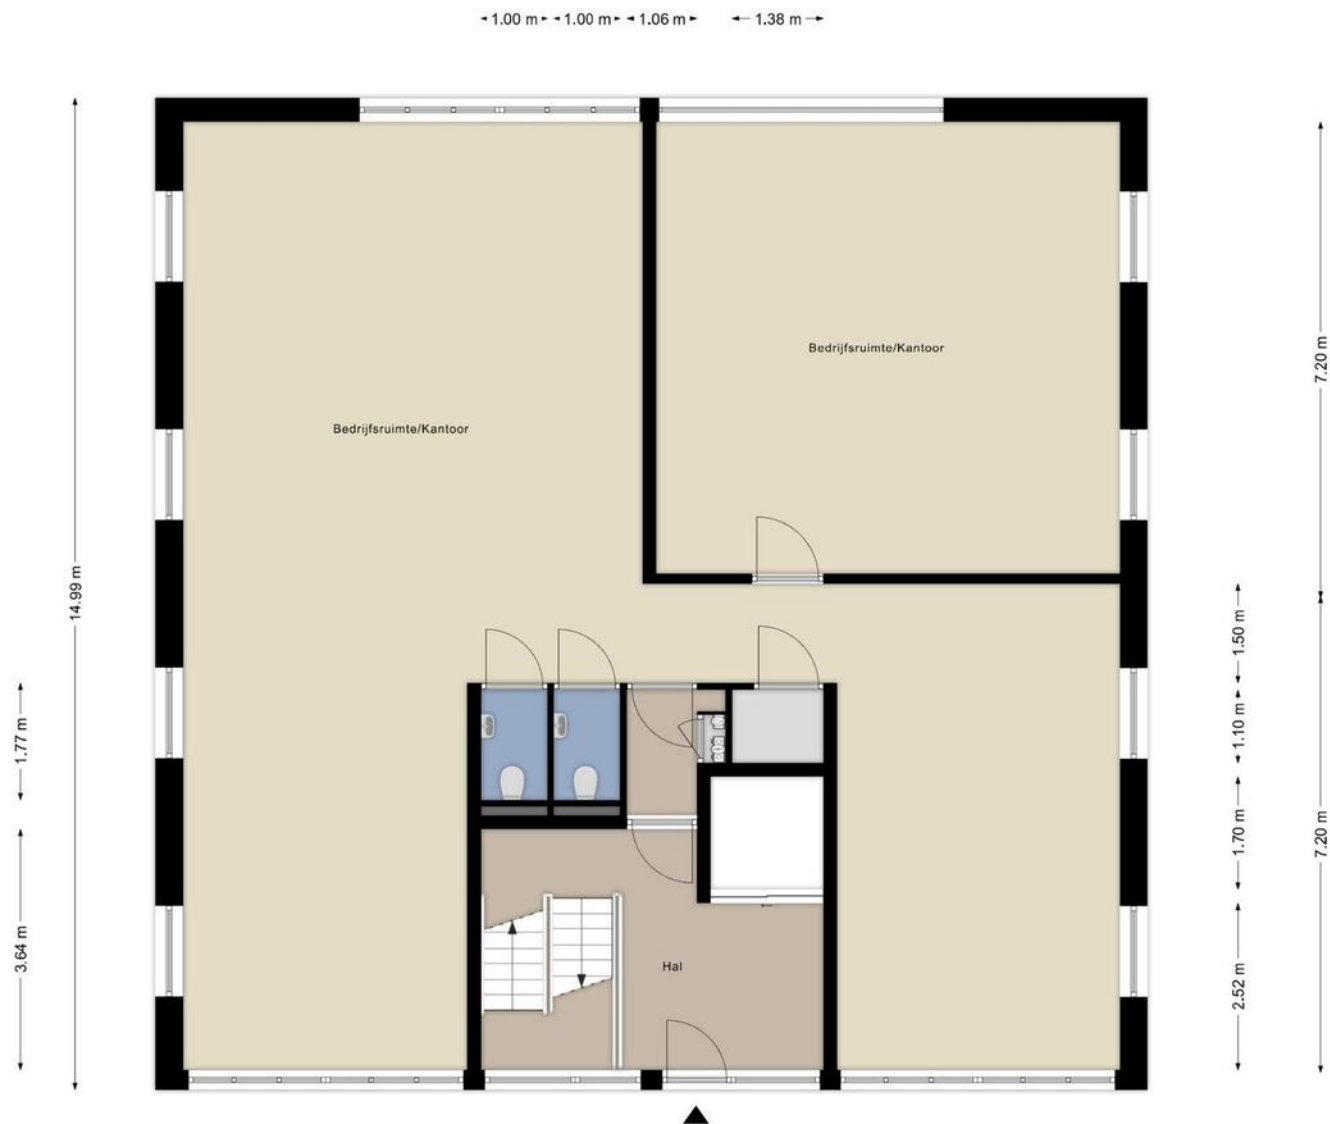 1.00 m 1.00 m 1.06 m 1.38 m
Bedrijfsruimte/Kantoor
7.20 m
Bedrijfsruimte/Kantoor
14.99 m
1.50 m
1.77 m
1.10 m
1.70 m
7.20 m
3.64 m
Hal
2.52 m